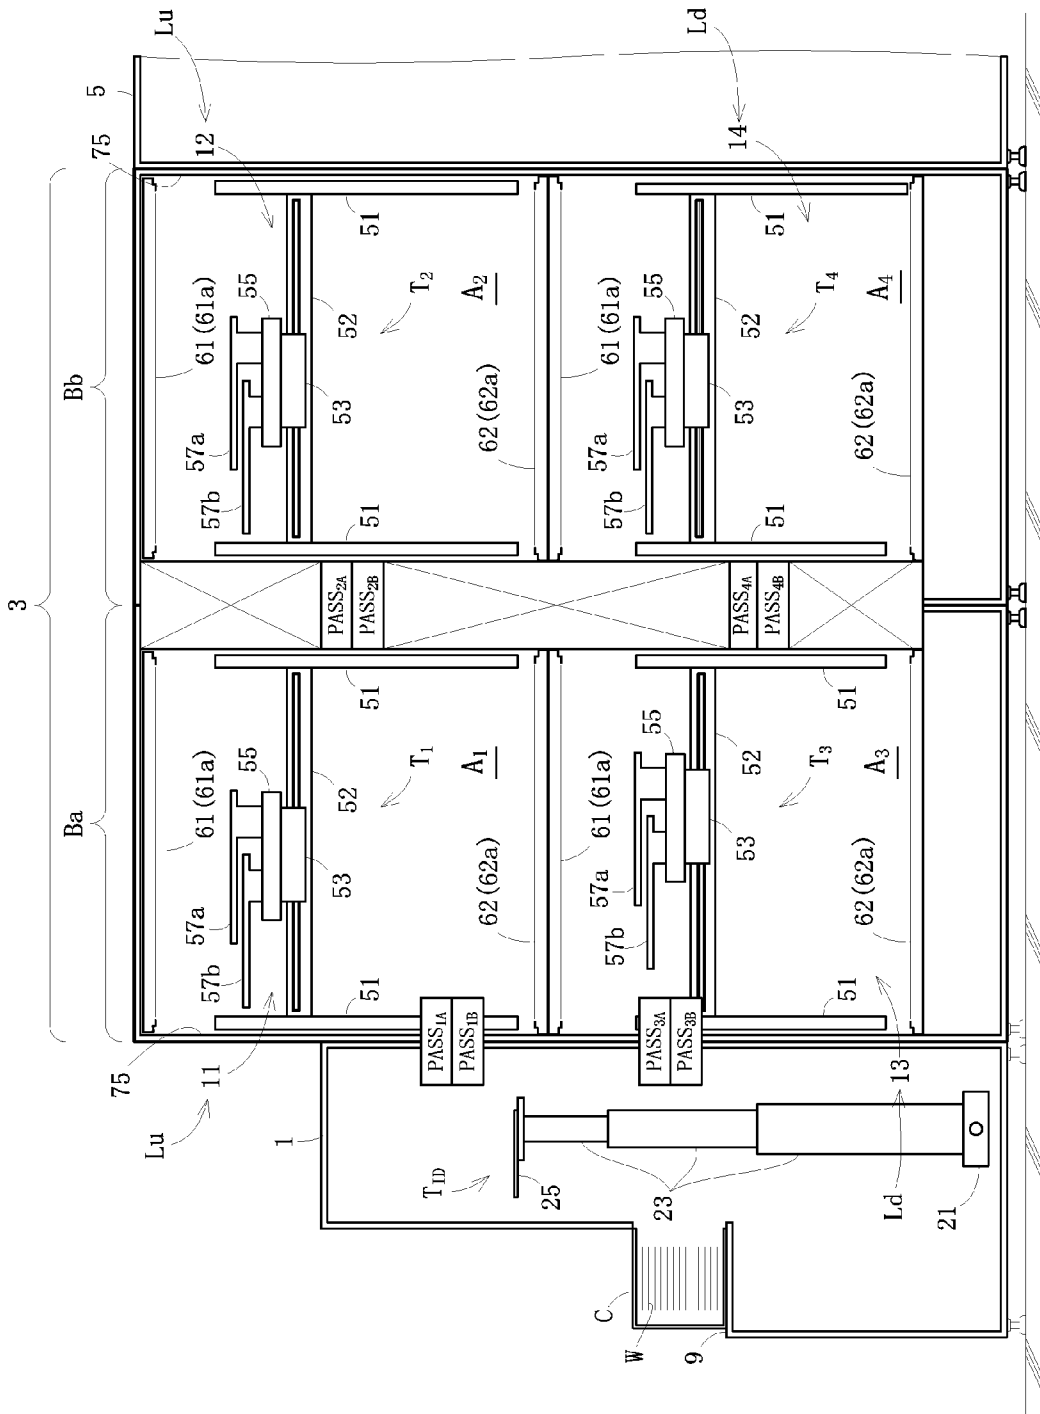 3
Ba
Bb
75
75
5
Lu
11
61(61a)
57a
55
57b
51
53
52
T1
51
A1
62(62a)
12
61(61a)
57a
55
57b
51
53
52
T2
51
A2
62(62a)
Lu
PASS2A
PASS2B
PASS1A
PASS1B
1
TID
25
23
21
C
W
9
61(61a)
57a
55
57b
51
53
52
T3
51
A3
62(62a)
13
Ld
PASS3A
PASS3B
PASS4A
PASS4B
61(61a)
57a
55
57b
51
53
52
T4
51
A4
62(62a)
14
Ld